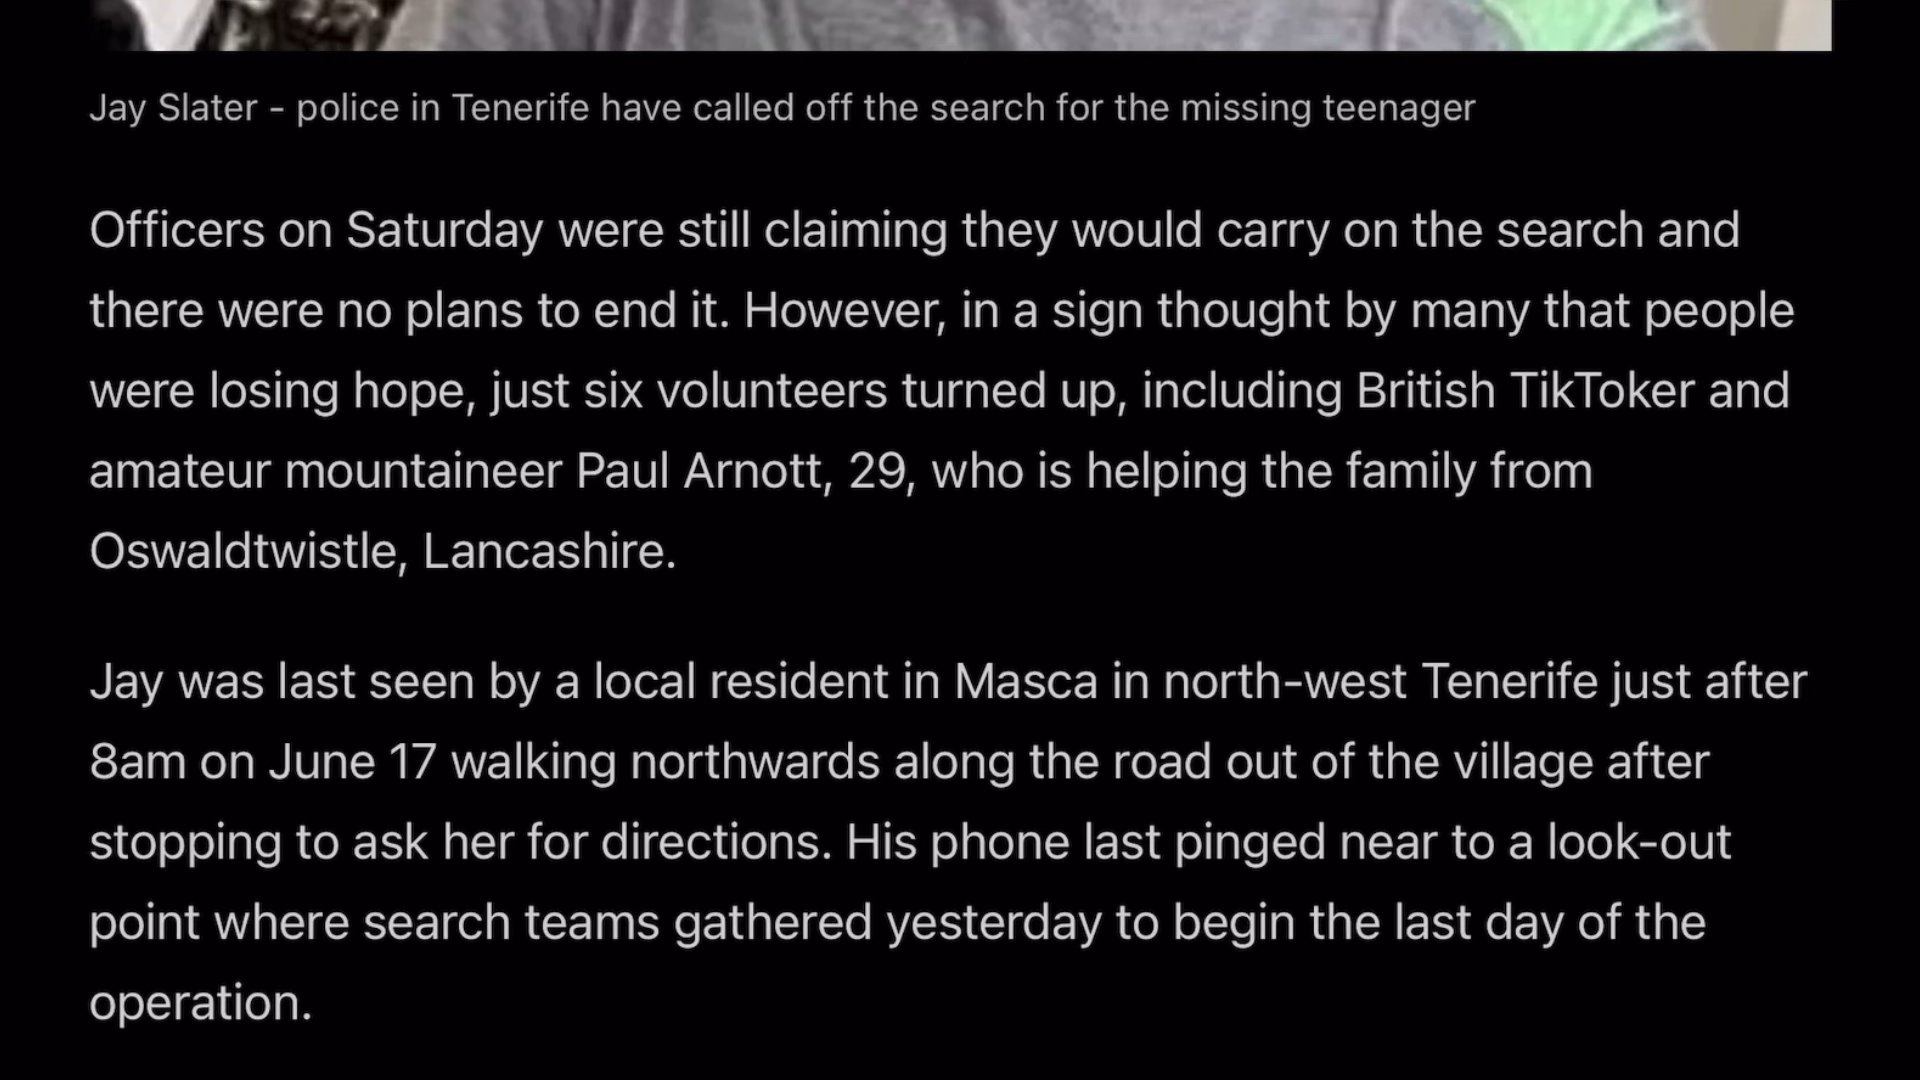 Jay Slater - police in Tenerife have called off the search for the missing teenager
Officers on Saturday were still claiming they would carry on the search and
there were no plans to end it. However, in a sign thought by many that people
were losing hope, just six volunteers turned up, including British TikToker and
amateur mountaineer Paul Arnott, 29, who is helping the family from
Oswaldtwistle, Lancashire.
Jay was last seen by a local resident in Masca in north-west Tenerife just after
8am on June 17 walking northwards along the road out of the village after
stopping to ask her for directions. His phone last pinged near to a look-out
point where search teams gathered yesterday to begin the last day of the
operation.